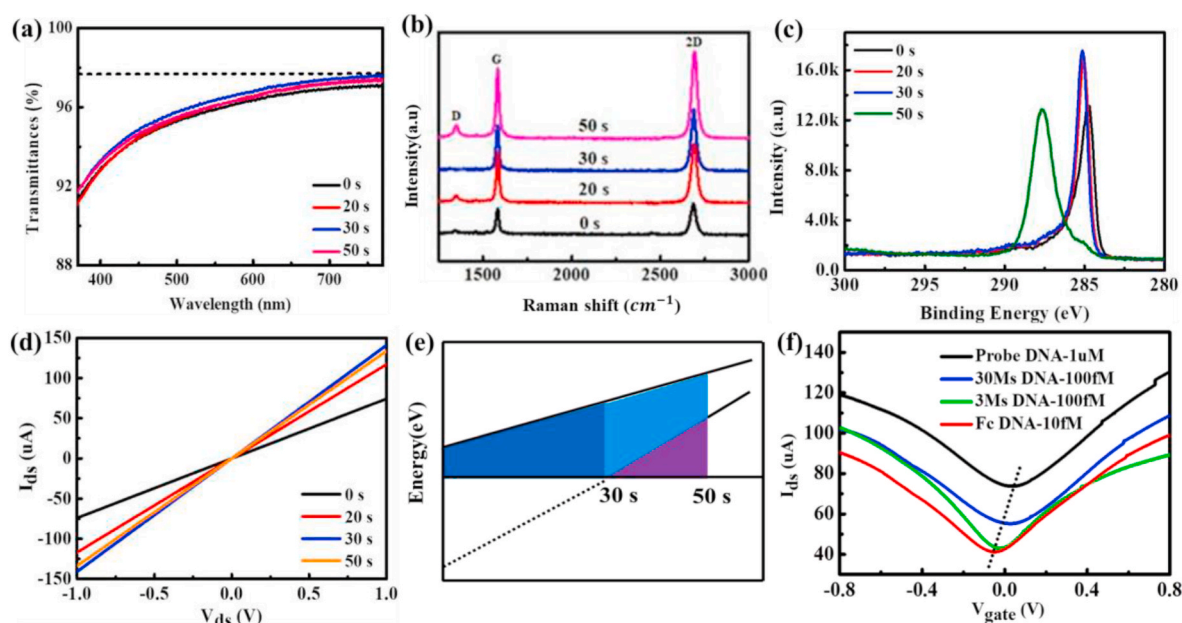 (a)
100
96
92
88
Transmittances (%)
0 s
20 s
30 s
50 s
400 500 600 700
Wavelength (nm)
(b)
D
G
2D
50 s
30 s
20 s
0 s
Intensity(a.u)
1500 2000 2500 3000
Raman shift (cm⁻¹)
(c)
0 s
20 s
30 s
50 s
16.0k
12.0k
8.0k
4.0k
0.0
Intensity (a.u)
300 295 290 285 280
Binding Energy (eV)
(d)
150
100
50
0
-50
-100
-150
I_ds (uA)
0 s
20 s
30 s
50 s
-1.0 -0.5 0.0 0.5 1.0
V_ds (V)
(e)
Energy(eV)
30 s 50 s
(f)
140
120
100
80
60
40
I_ds (uA)
Probe DNA-1uM
30Ms DNA-100fM
3Ms DNA-100fM
Fc DNA-10fM
-0.8 -0.4 0.0 0.4 0.8
V_gate (V)